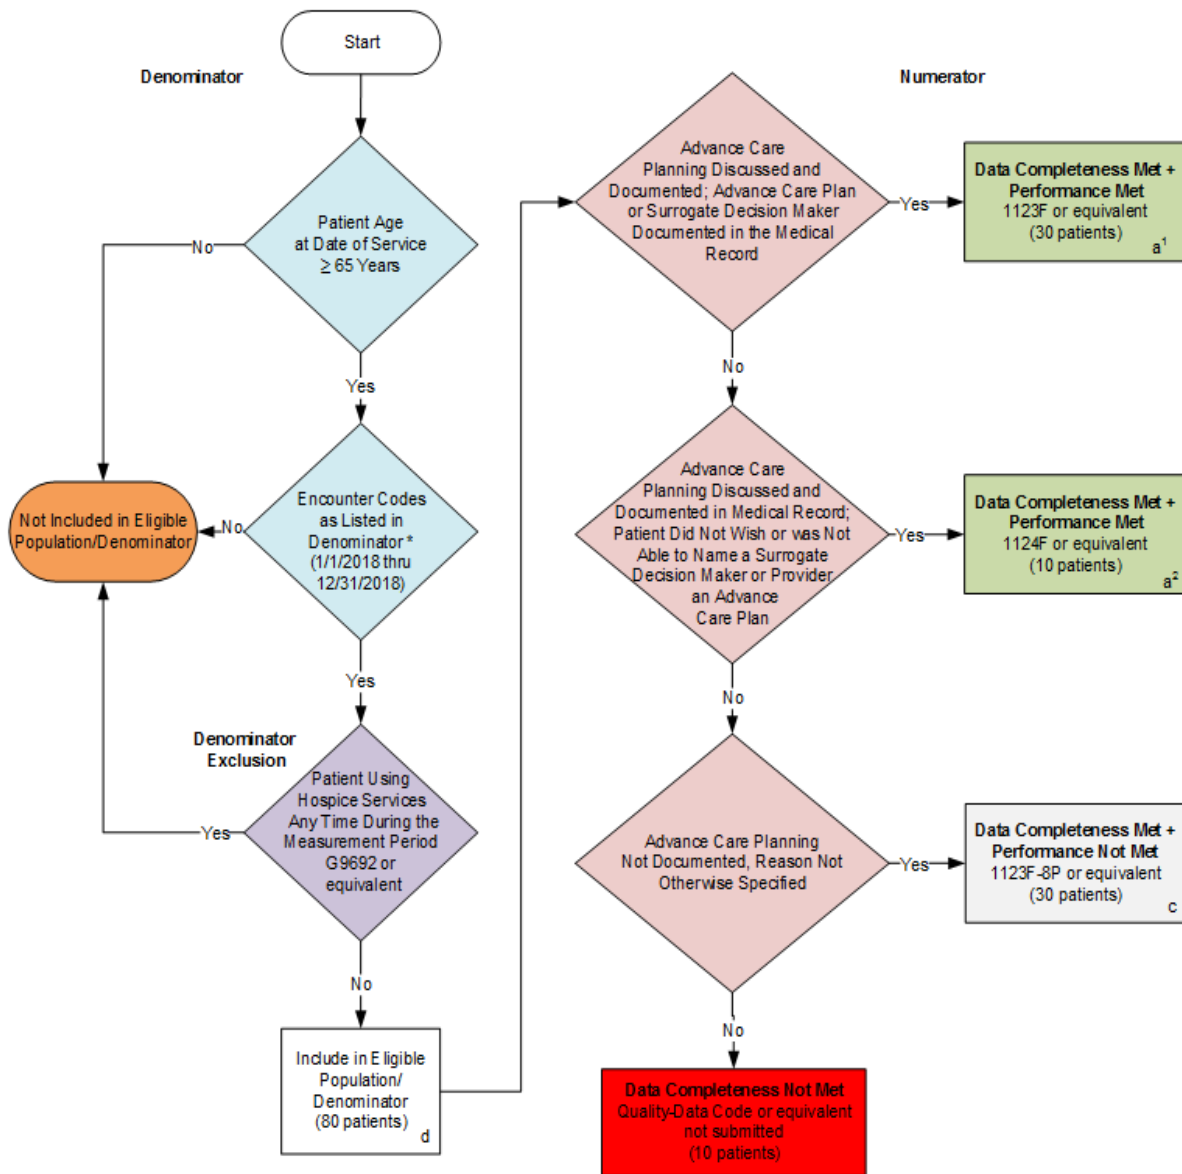 Start
Denominator
Patient Age
at Date of Service
≥ 65 Years
No
Yes
Encounter Codes
as Listed in
Denominator *
(1/1/2018 thru
12/31/2018)
No
Not Included in Eligible
Population/Denominator
Yes
Denominator
Exclusion
Patient Using
Hospice Services
Any Time During the
Measurement Period
G9692 or
equivalent
Yes
No
Include in Eligible
Population/
Denominator
(80 patients)
d
Numerator
Advance Care
Planning Discussed and
Documented; Advance Care Plan
or Surrogate Decision Maker
Documented in the Medical
Record
Yes
Data Completeness Met +
Performance Met
1123F or equivalent
(30 patients)
a¹
No
Advance Care
Planning Discussed and
Documented in Medical Record;
Patient Did Not Wish or was Not
Able to Name a Surrogate
Decision Maker or Provider
an Advance
Care Plan
Yes
Data Completeness Met +
Performance Met
1124F or equivalent
(10 patients)
a²
No
Advance Care Planning
Not Documented, Reason Not
Otherwise Specified
Yes
Data Completeness Met +
Performance Not Met
1123F-8P or equivalent
(30 patients)
c
No
Data Completeness Not Met
Quality-Data Code or equivalent
not submitted
(10 patients)